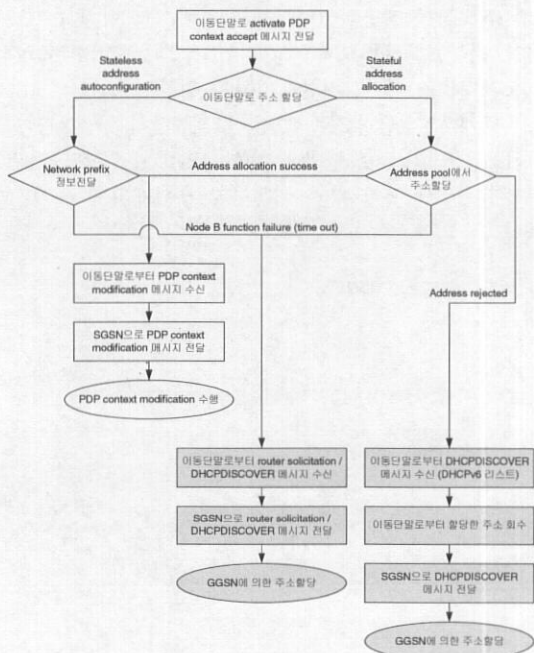 이동단말로 activate PDP
context accept 메시지 전달
Stateless
address
autoconfiguration
Stateful
address
allocation
이동단말로 주소 할당
Network prefix
정보전달
Address allocation success
Address pool에서
주소할당
Node B function failure (time out)
이동단말로부터 PDP context
modification 메시지 수신
Address rejected
SGSN으로 PDP context
modification 메시지 전달
PDP context modification 수행
이동단말로부터 router solicitation /
DHCPDISCOVER 메시지 수신
이동단말로부터 DHCPDISCOVER
메시지 수신 (DHCPv6 리스트)
SGSN으로 router solicitation /
DHCPDISCOVER 메시지 전달
이동단말로부터 할당한 주소 회수
GGSN에 의한 주소할당
SGSN으로 DHCPDISCOVER
메시지 전달
GGSN에 의한 주소할당